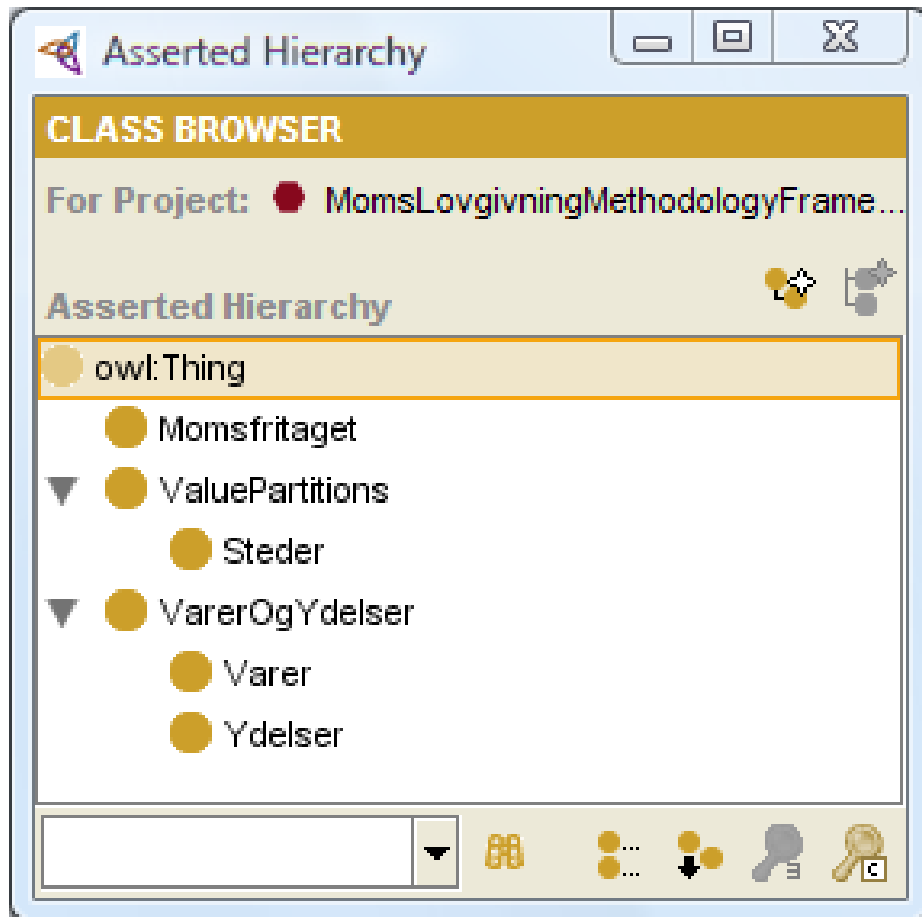 Asserted Hierarchy
CLASS BROWSER
For Project: MomsLovgivningMethodologyFrame...
Asserted Hierarchy
owl:Thing
Momsfritaget
ValuePartitions
Steder
VarerOgYdelser
Varer
Ydelser